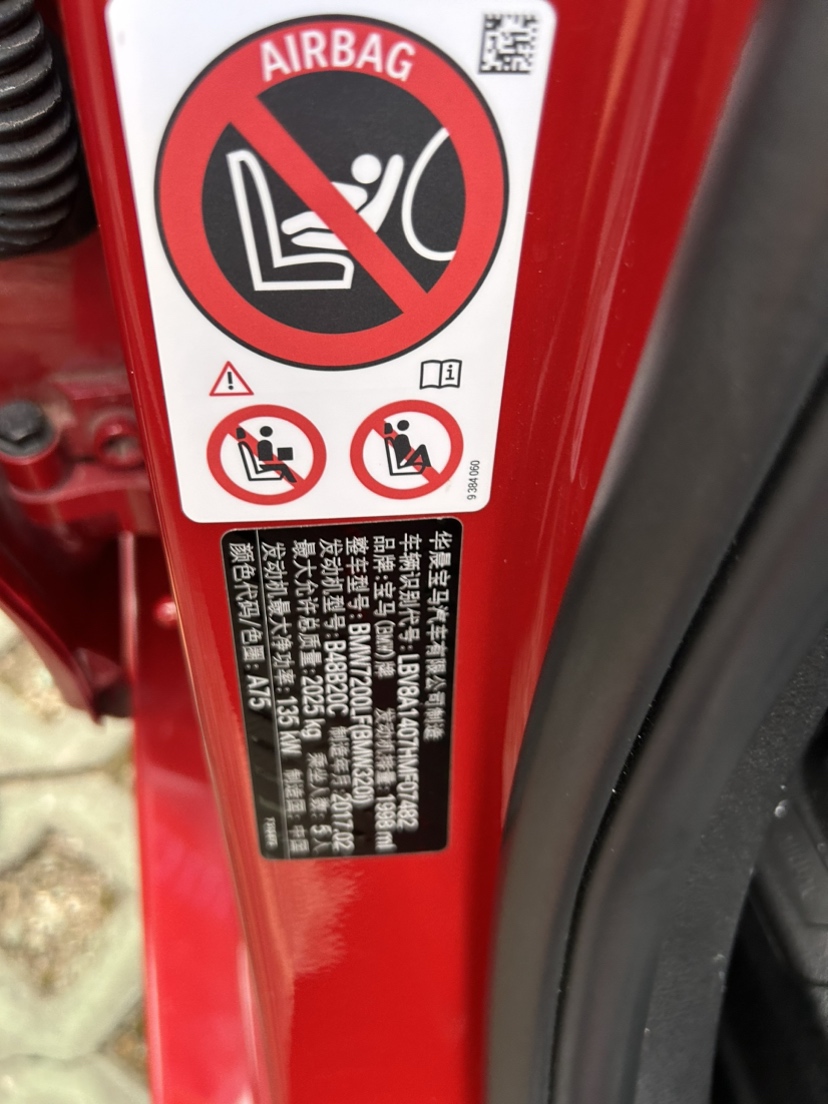 AIRBAG
9 384 060
华晨宝马汽车有限公司制造
车辆识别代号: LBV8A1407HMF07482
品牌: 宝马(BMW)牌 发动机排量: 1998 ml
整车型号: BMW7200LF(BMW320i)
发动机型号: B48B20C 制造年月: 2017.02
最大允许总质量: 2025 kg 乘坐人数: 5人
发动机最大净功率: 135 kW 制造国: 中国
颜色代码/色圈: A75